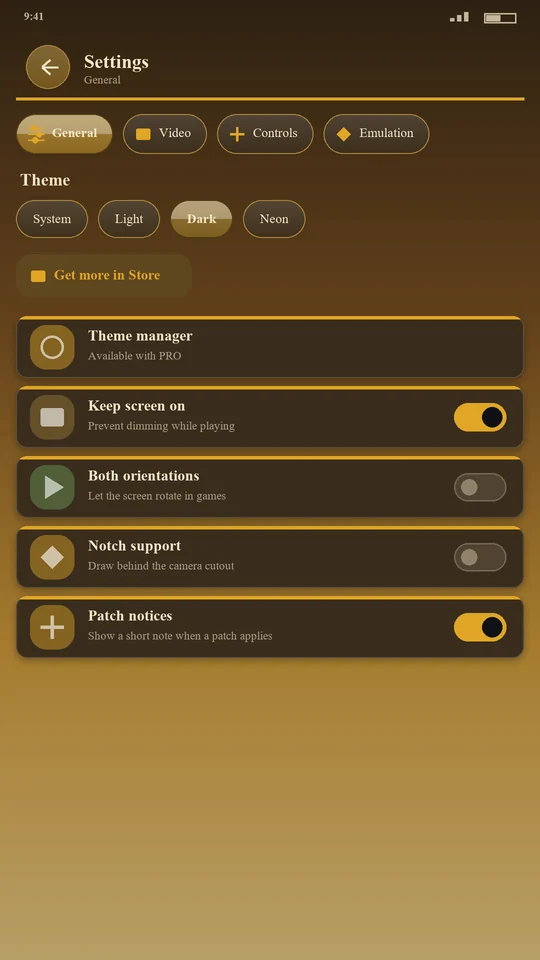 9:41
Settings
General
General
Video
Controls
Emulation
Theme
System
Light
Dark
Neon
Get more in Store
Theme manager
Available with PRO
Keep screen on
Prevent dimming while playing
Both orientations
Let the screen rotate in games
Notch support
Draw behind the camera cutout
Patch notices
Show a short note when a patch applies